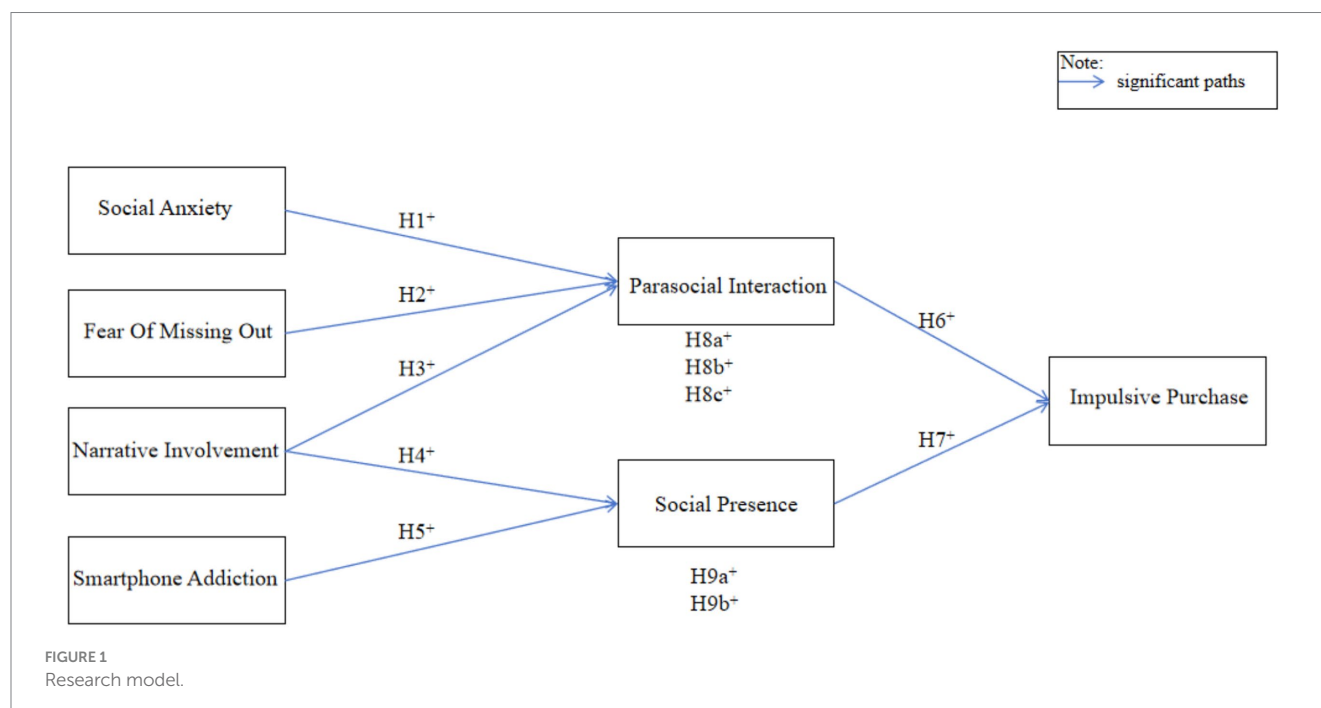 Note:
significant paths
Social Anxiety
H1⁺
Fear Of Missing Out
H2⁺
Parasocial Interaction
H8a⁺
H8b⁺
H8c⁺
H6⁺
H3⁺
Narrative Involvement
H4⁺
Impulsive Purchase
H7⁺
Social Presence
H5⁺
Smartphone Addiction
H9a⁺
H9b⁺
FIGURE 1
Research model.